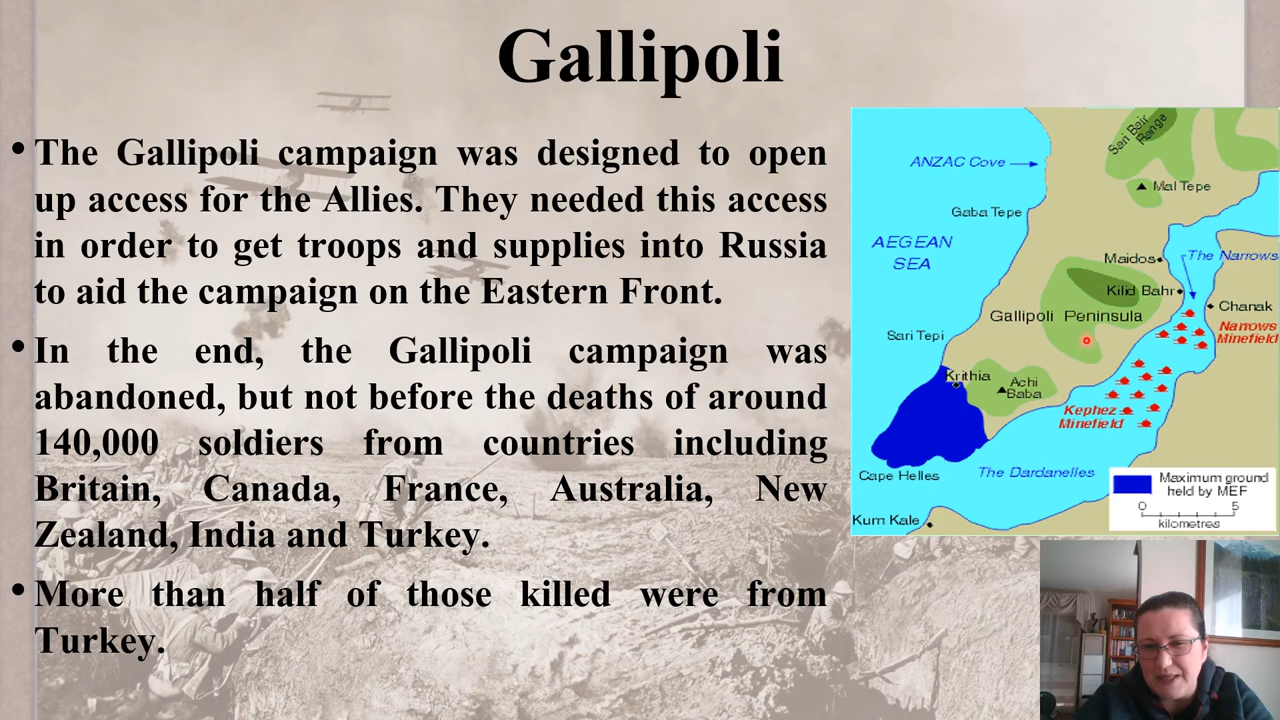 Gallipoli
• The Gallipoli campaign was designed to open
up access for the Allies. They needed this access
in order to get troops and supplies into Russia
to aid the campaign on the Eastern Front.
• In the end, the Gallipoli campaign was
abandoned, but not before the deaths of around
140,000 soldiers from countries including
Britain, Canada, France, Australia, New
Zealand, India and Turkey.
• More than half of those killed were from
Turkey.
Sari Bair
Range
ANZAC Cove
Mal Tepe
Gaba Tepe
AEGEAN
SEA
Maidos
The Narrows
Kilid Bahr
Chanak
Gallipoli Peninsula
Narrows
Minefield
Sari Tepi
Krithia
Achi
Baba
Kephez
Minefield
Cape Helles
The Dardanelles
Maximum ground
held by MEF
0 5
kilometres
Kum Kale